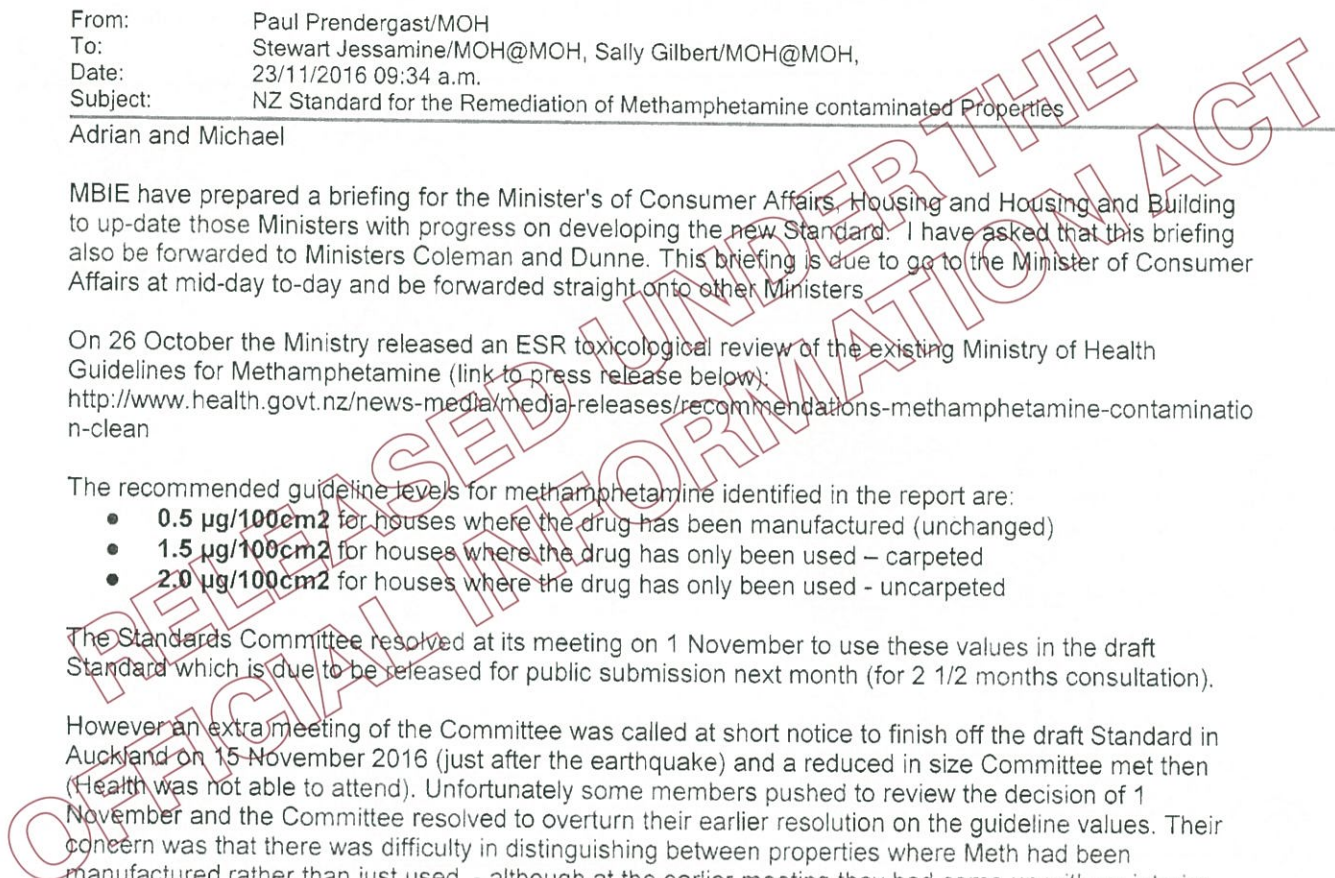 From: Paul Prendergast/MOH
To: Stewart Jessamine/MOH@MOH, Sally Gilbert/MOH@MOH,
Date: 23/11/2016 09:34 a.m.
Subject: NZ Standard for the Remediation of Methamphetamine contaminated Properties
Adrian and Michael
MBIE have prepared a briefing for the Minister's of Consumer Affairs, Housing and Housing and Building
to up-date those Ministers with progress on developing the new Standard. I have asked that this briefing
also be forwarded to Ministers Coleman and Dunne. This briefing is due to go to the Minister of Consumer
Affairs at mid-day to-day and be forwarded straight onto other Ministers
On 26 October the Ministry released an ESR toxicological review of the existing Ministry of Health
Guidelines for Methamphetamine (link to press release below):
http://www.health.govt.nz/news-media/media-releases/recommendations-methamphetamine-contaminatio
n-clean
The recommended guideline levels for methamphetamine identified in the report are:
• 0.5 µg/100cm2 for houses where the drug has been manufactured (unchanged)
• 1.5 µg/100cm2 for houses where the drug has only been used – carpeted
• 2.0 µg/100cm2 for houses where the drug has only been used - uncarpeted
The Standards Committee resolved at its meeting on 1 November to use these values in the draft
Standard which is due to be released for public submission next month (for 2 1/2 months consultation).
However an extra meeting of the Committee was called at short notice to finish off the draft Standard in
Auckland on 15 November 2016 (just after the earthquake) and a reduced in size Committee met then
(Health was not able to attend). Unfortunately some members pushed to review the decision of 1
November and the Committee resolved to overturn their earlier resolution on the guideline values. Their
concern was that there was difficulty in distinguishing between properties where Meth had been
manufactured rather than just used - although at the earlier meeting they had come up with
RELEASED UNDER THE
OFFICIAL INFORMATION ACT